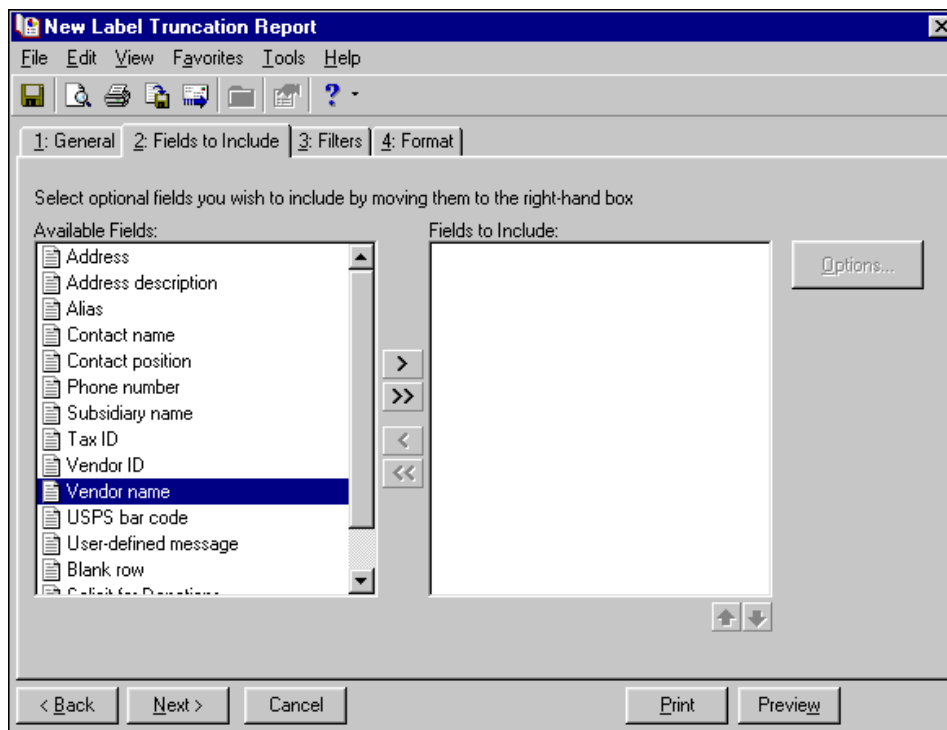 New Label Truncation Report
File Edit View Favorites Tools Help
1: General 2: Fields to Include 3: Filters 4: Format
Select optional fields you wish to include by moving them to the right-hand box
Available Fields: Fields to Include:
Address
Options...
Address description
Alias
Contact name
Contact position
>
Phone number
>>
Subsidiary name
Tax ID
<
Vendor ID
<<
Vendor name
USPS bar code
User-defined message
Blank row
Solicit for Donations
< Back Next > Cancel Print Preview